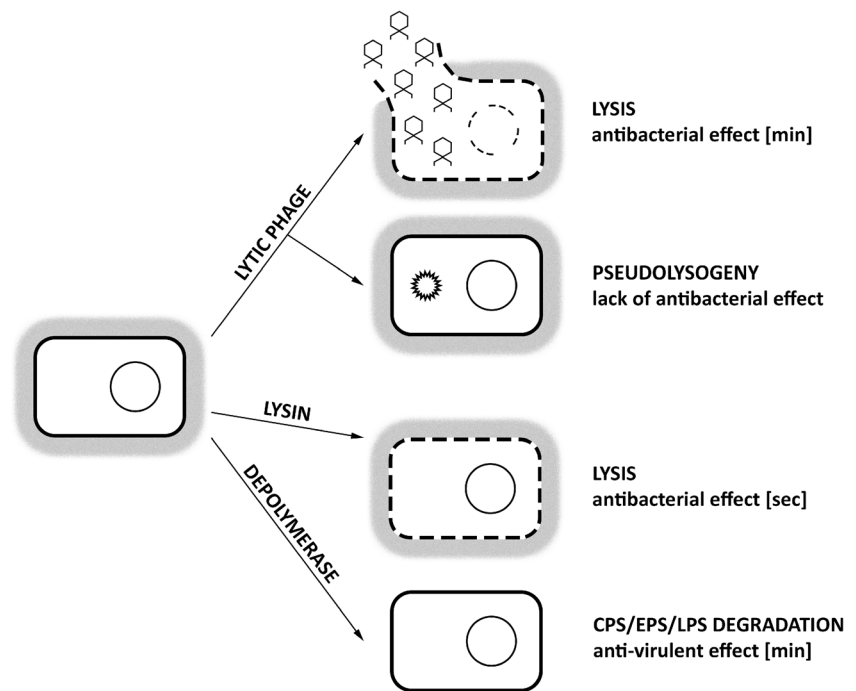 LYSIS
antibacterial effect [min]
LYTIC PHAGE
PSEUDOLYSOGENY
lack of antibacterial effect
LYSIN
LYSIS
antibacterial effect [sec]
DEPOLYMERASE
CPS/EPS/LPS DEGRADATION
anti-virulent effect [min]